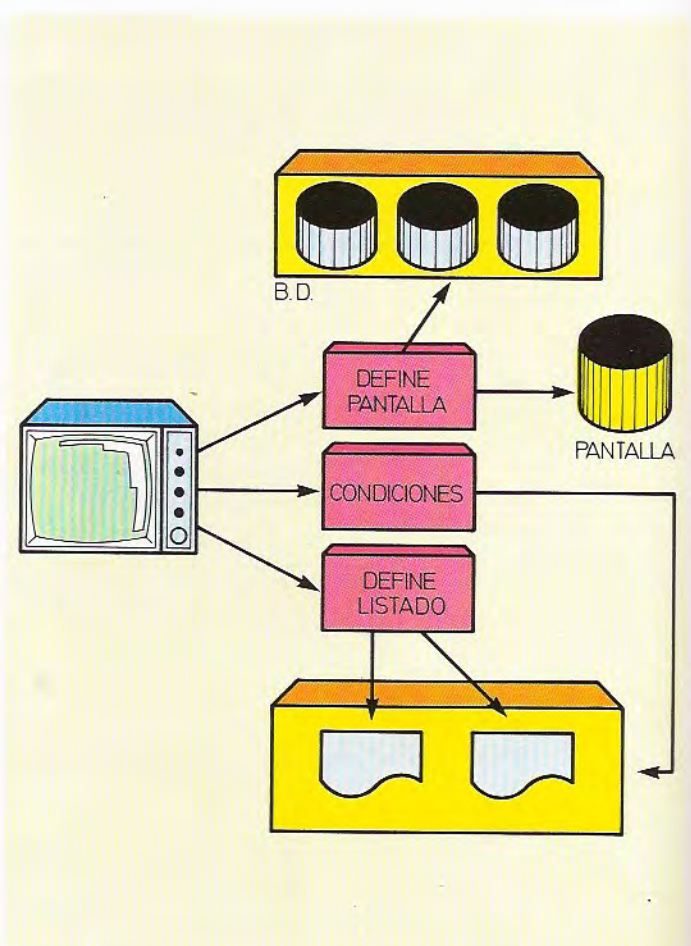 B.D.
DEFINE
PANTALLA
PANTALLA
CONDICIONES
DEFINE
LISTADO